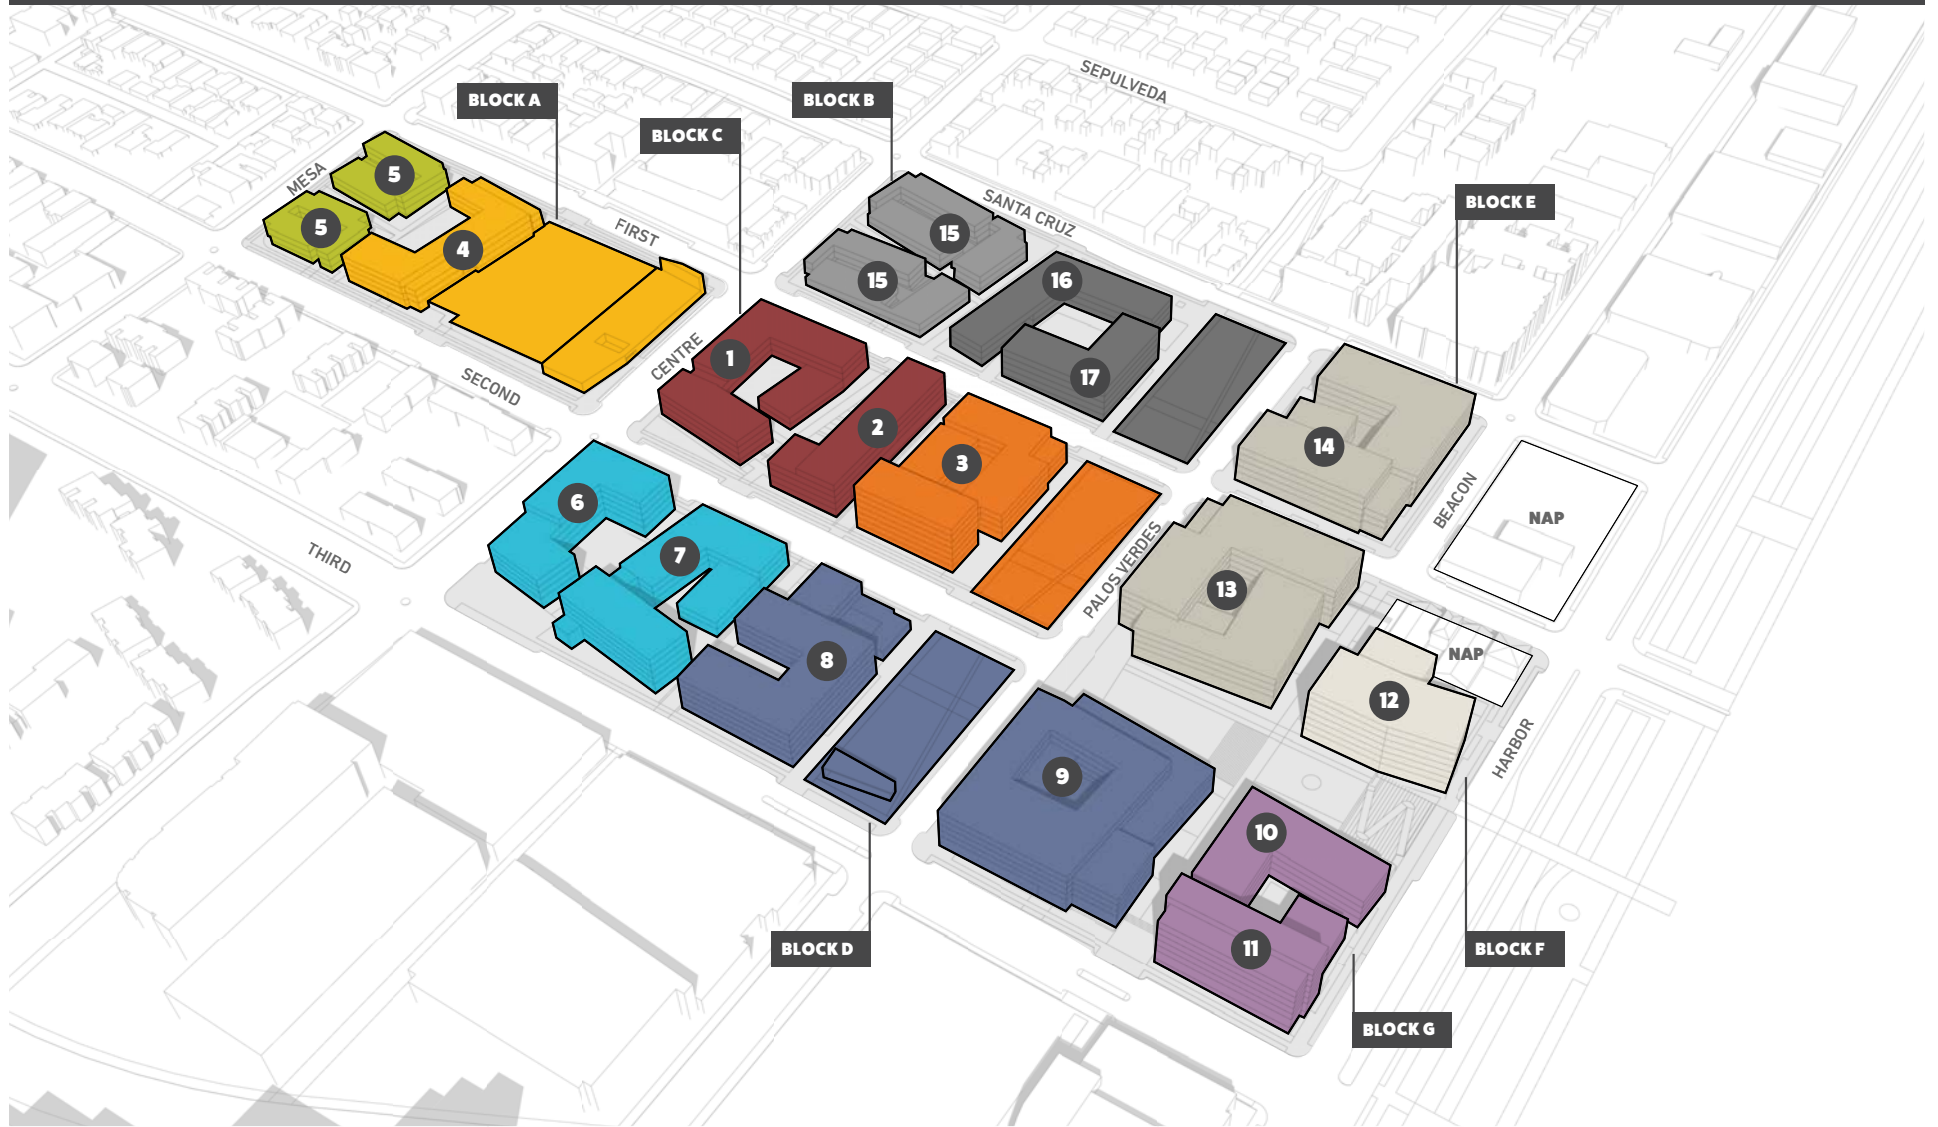 SEPULVEDA
BLOCK A
BLOCK B
BLOCK C
5
MESA
SANTA CRUZ
BLOCK E
5
4
FIRST
15
15
16
CENTRE
1
17
SECOND
2
3
14
6
BEACON
NAP
THIRD
7
PALOS VERDES
13
8
NAP
12
9
HARBOR
10
11
BLOCK D
BLOCK F
BLOCK G